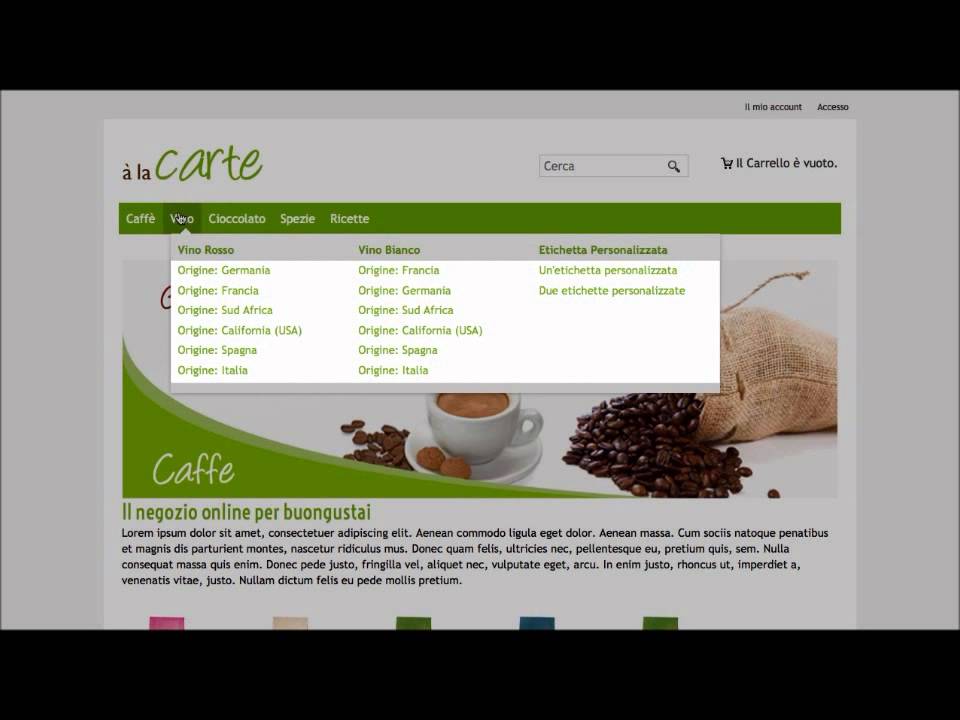 Il mio account Accesso
à la carte
Cerca
Il Carrello è vuoto.
Caffè Vino Cioccolato Spezie Ricette
Vino Rosso Vino Bianco Etichetta Personalizzata
Origine: Germania Origine: Francia Un'etichetta personalizzata
Origine: Francia Origine: Germania Due etichette personalizzate
Origine: Sud Africa Origine: Sud Africa
Origine: California (USA) Origine: California (USA)
Origine: Spagna Origine: Spagna
Origine: Italia Origine: Italia
Caffe
Il negozio online per buongustai
Lorem ipsum dolor sit amet, consectetuer adipiscing elit. Aenean commodo ligula eget dolor. Aenean massa. Cum sociis natoque penatibus
et magnis dis parturient montes, nascetur ridiculus mus. Donec quam felis, ultricies nec, pellentesque eu, pretium quis, sem. Nulla
consequat massa quis enim. Donec pede justo, fringilla vel, aliquet nec, vulputate eget, arcu. In enim justo, rhoncus ut, imperdiet a,
venenatis vitae, justo. Nullam dictum felis eu pede mollis pretium.